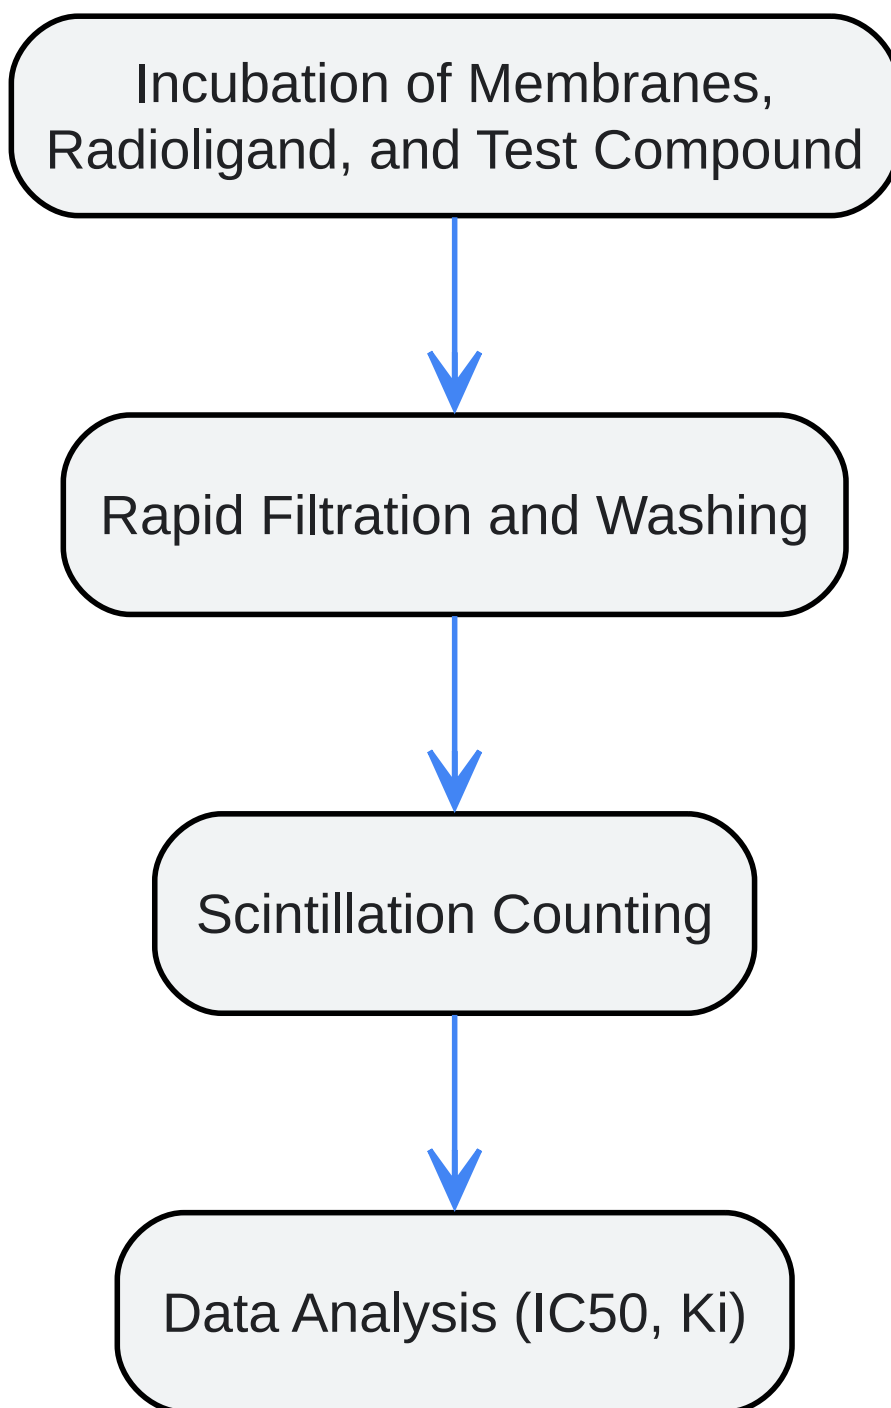 Incubation of Membranes,
Radioligand, and Test Compound
Rapid Filtration and Washing
Scintillation Counting
Data Analysis (IC50, Ki)